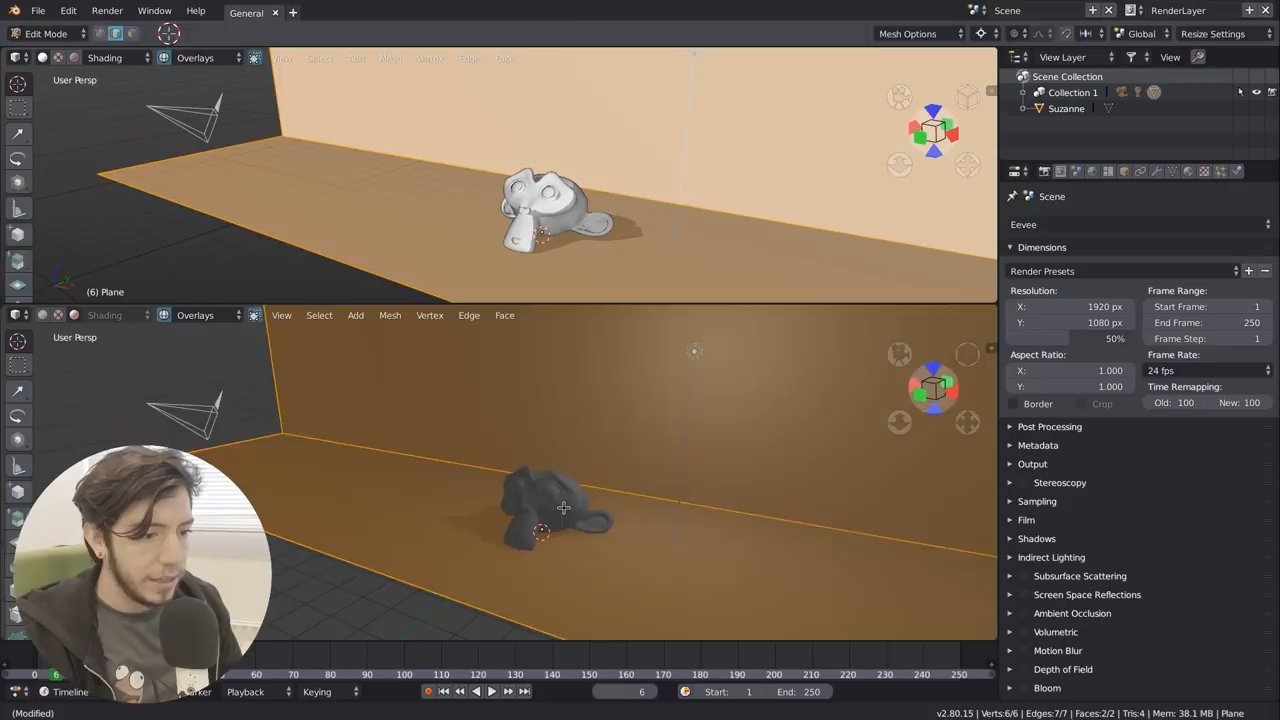 File Edit Render Window Help General Scene RenderLayer
Edit Mode Mesh Options Global Resize Settings
Shading Overlays View Select Add Mesh Vertex Edge Face
View Layer View
User Persp
Scene Collection
Collection 1
Suzanne
Scene
Eevee
Dimensions
Render Presets
Resolution: Frame Range:
X: 1920 px Start Frame: 1
Y: 1080 px End Frame: 250
50% Frame Step: 1
Aspect Ratio: Frame Rate:
X: 1.000 24 fps
Y: 1.000 Time Remapping:
Border Crop Old: 100 New: 100
(6) Plane
Shading Overlays View Select Add Mesh Vertex Edge Face
User Persp
Post Processing
Metadata
Output
Stereoscopy
Sampling
Film
Shadows
Indirect Lighting
Subsurface Scattering
Screen Space Reflections
Ambient Occlusion
Volumetric
Motion Blur
Depth of Field
Bloom
0 6 60 70 80 90 100 110 120 130 140 150 160 170 180 190 200 210 220 230 240 250
Timeline Playback Keying 6 Start: 1 End: 250
(Modified) v2.80.15 | Verts:6/6 | Edges:7/7 | Faces:2/2 | Tris:4 | Mem: 38.1 MB | Plane